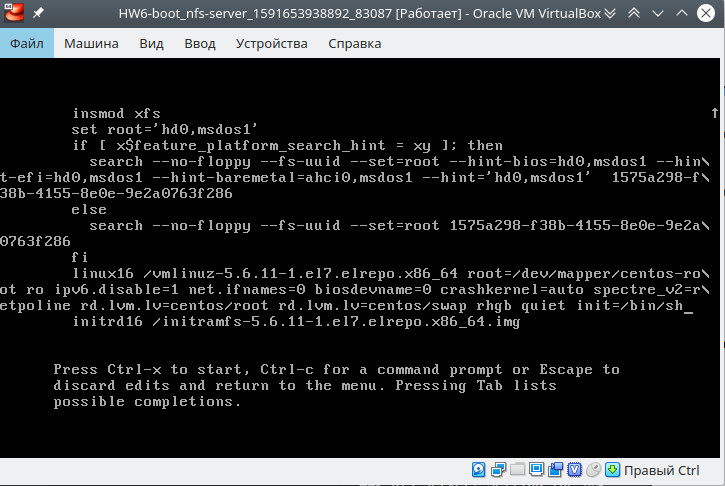 HW6-boot_nfs-server_1591653938892_83087 [Работает] - Oracle VM VirtualBox
Файл Машина Вид Ввод Устройства Справка
insmod xfs ↑
set root='hd0,msdos1'
if [ x$feature_platform_search_hint = xy ]; then
search --no-floppy --fs-uuid --set=root --hint-bios=hd0,msdos1 --hin\
t-efi=hd0,msdos1 --hint-baremetal=ahci0,msdos1 --hint='hd0,msdos1'  1575a298-f\
38b-4155-8e0e-9e2a0763f286
else
search --no-floppy --fs-uuid --set=root 1575a298-f38b-4155-8e0e-9e2a\
0763f286
fi
linux16 /vmlinuz-5.6.11-1.el7.elrepo.x86_64 root=/dev/mapper/centos-ro\
ot ro ipv6.disable=1 net.ifnames=0 biosdevname=0 crashkernel=auto spectre_v2=r\
etpoline rd.lvm.lv=centos/root rd.lvm.lv=centos/swap rhgb quiet init=/bin/sh_
initrd16 /initramfs-5.6.11-1.el7.elrepo.x86_64.img
Press Ctrl-x to start, Ctrl-c for a command prompt or Escape to
discard edits and return to the menu. Pressing Tab lists
possible completions.
Правый Ctrl